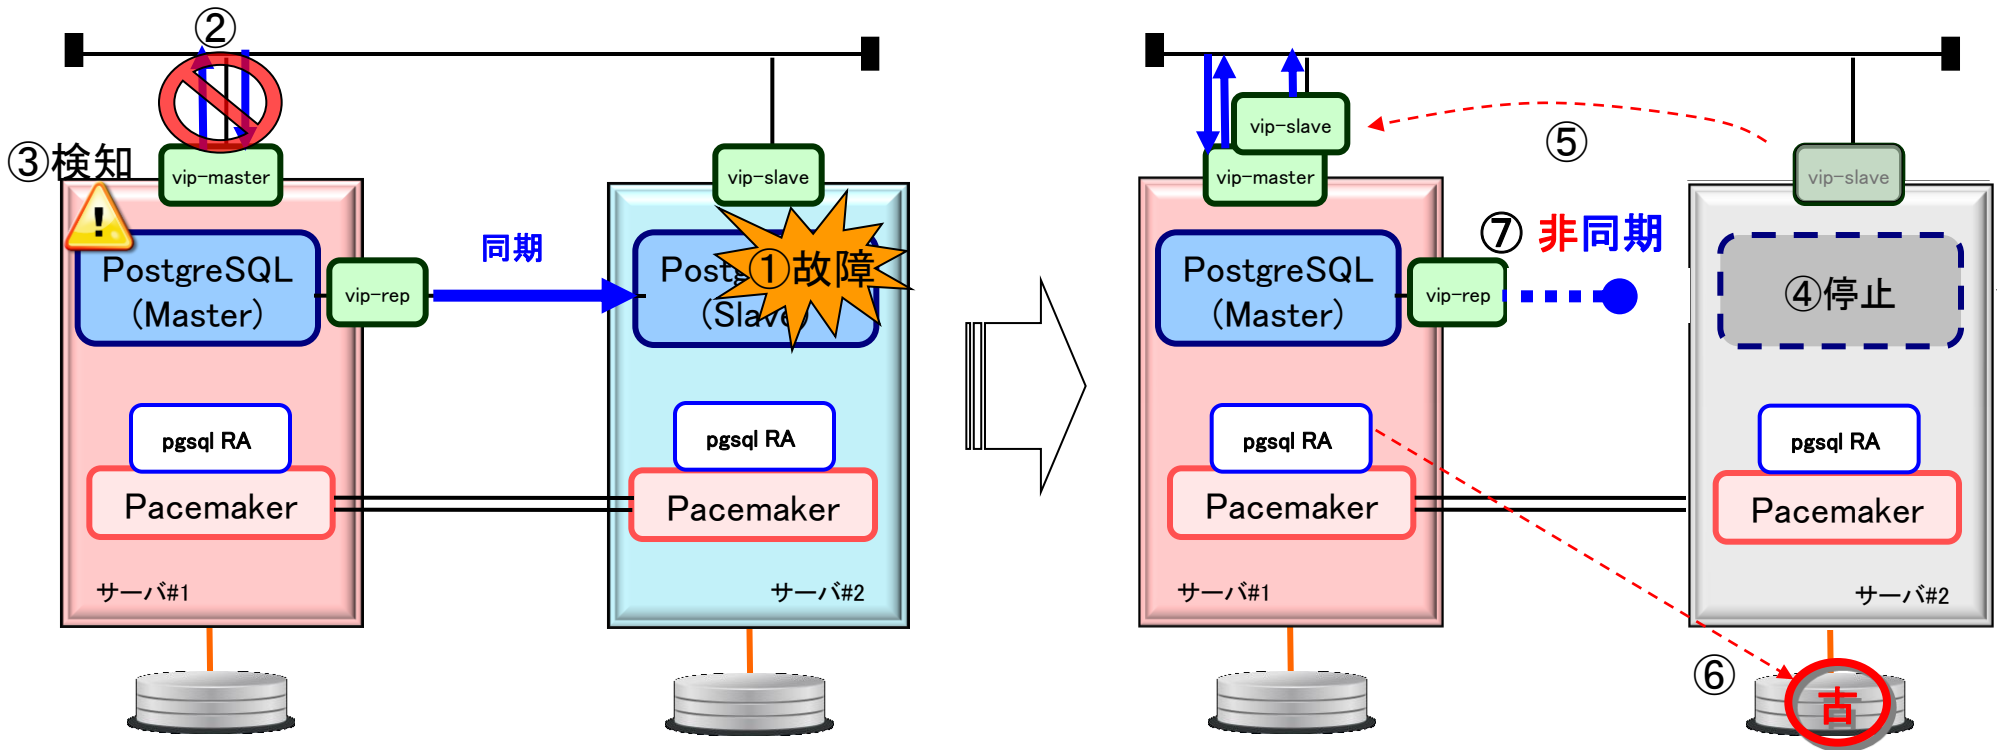 ②
③検知
vip-master
vip-slave
PostgreSQL
(Master)
vip-rep
同期
①故障
pgsql RA
pgsql RA
Pacemaker
Pacemaker
サーバ#1
サーバ#2
vip-slave
vip-master
⑤
vip-slave
PostgreSQL
(Master)
vip-rep
⑦ 非同期
④停止
pgsql RA
pgsql RA
Pacemaker
Pacemaker
サーバ#1
サーバ#2
⑥
古